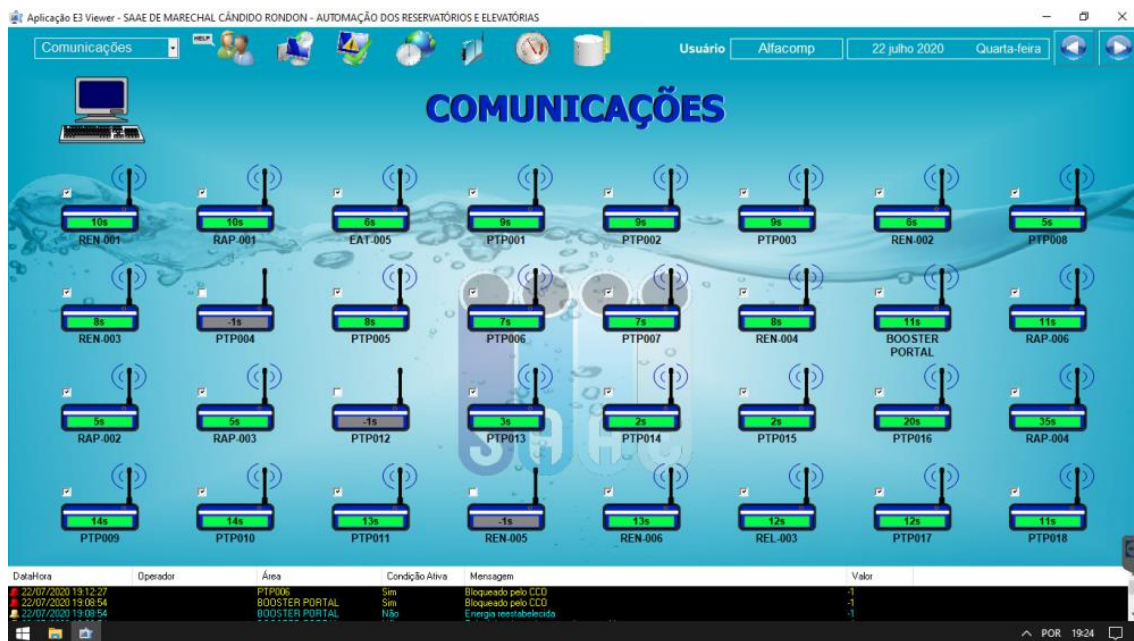 Aplicação E3 Viewer - SAAE DE MARECHAL CÂNDIDO RONDON - AUTOMAÇÃO DOS RESERVATÓRIOS E ELEVATÓRIAS
Comunicações HELP Usuário Alfacomp 22 julho 2020 Quarta-feira
COMUNICAÇÕES
10s 10s 6s 9s 9s 9s 6s 5s
REN-001 RAP-001 EAT-005 PTP001 PTP002 PTP003 REN-002 PTP008
8s -1s 8s 7s 7s 8s 11s 11s
REN-003 PTP004 PTP005 PTP006 PTP007 REN-004 BOOSTER RAP-006
PORTAL
5s 5s -1s 3s 2s 2s 20s 35s
RAP-002 RAP-003 PTP012 PTP013 PTP014 PTP015 PTP016 RAP-004
SAAE
14s 14s 13s -1s 13s 12s 12s 11s
PTP009 PTP010 PTP011 REN-005 REN-006 REL-003 PTP017 PTP018
DataHora Operador Área Condição Ativa Mensagem Valor
22/07/2020 19:12:27 PTP006 Sim Bloqueado pelo CCO -1
22/07/2020 19:08:54 BOOSTER PORTAL Sim Bloqueado pelo CCO -1
22/07/2020 19:08:54 BOOSTER PORTAL Não Energia reestabelecida -1
POR 19:24